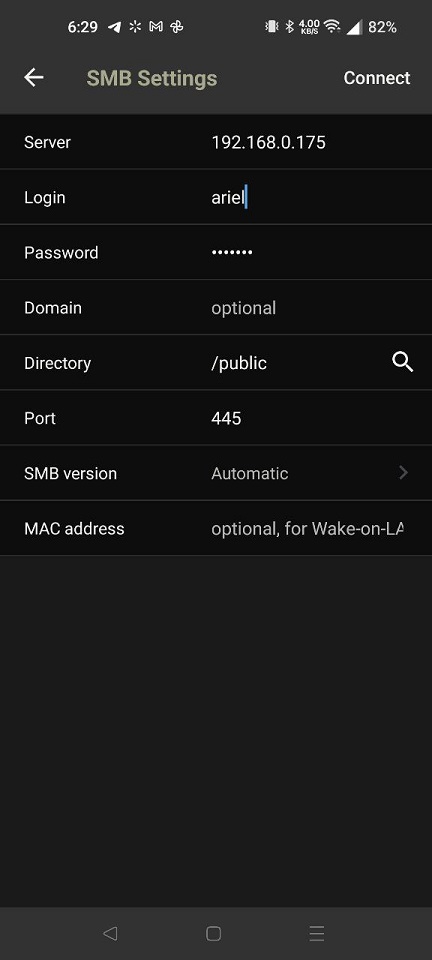 6:29 4.00 KB/S 82%
SMB Settings Connect
Server 192.168.0.175
Login ariel
Password •••••••
Domain optional
Directory /public
Port 445
SMB version Automatic
MAC address optional, for Wake-on-LA